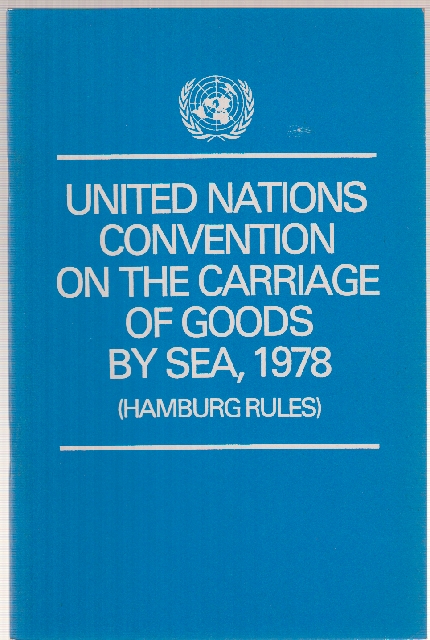 UNITED NATIONS
CONVENTION
ON THE CARRIAGE
OF GOODS
BY SEA, 1978
(HAMBURG RULES)